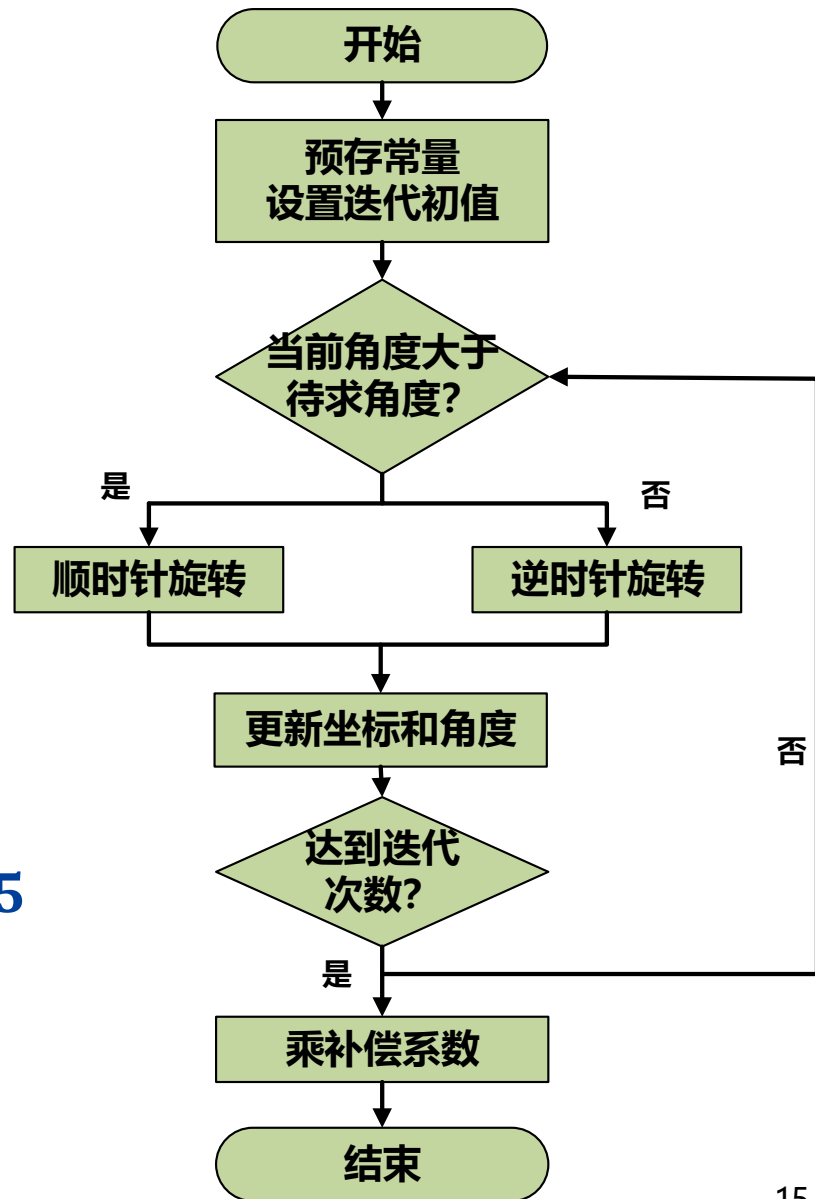 开始
预存常量
设置迭代初值
当前角度大于
待求角度?
是
否
顺时针旋转
逆时针旋转
更新坐标和角度
否
达到迭代
次数?
5
是
乘补偿系数
结束
15